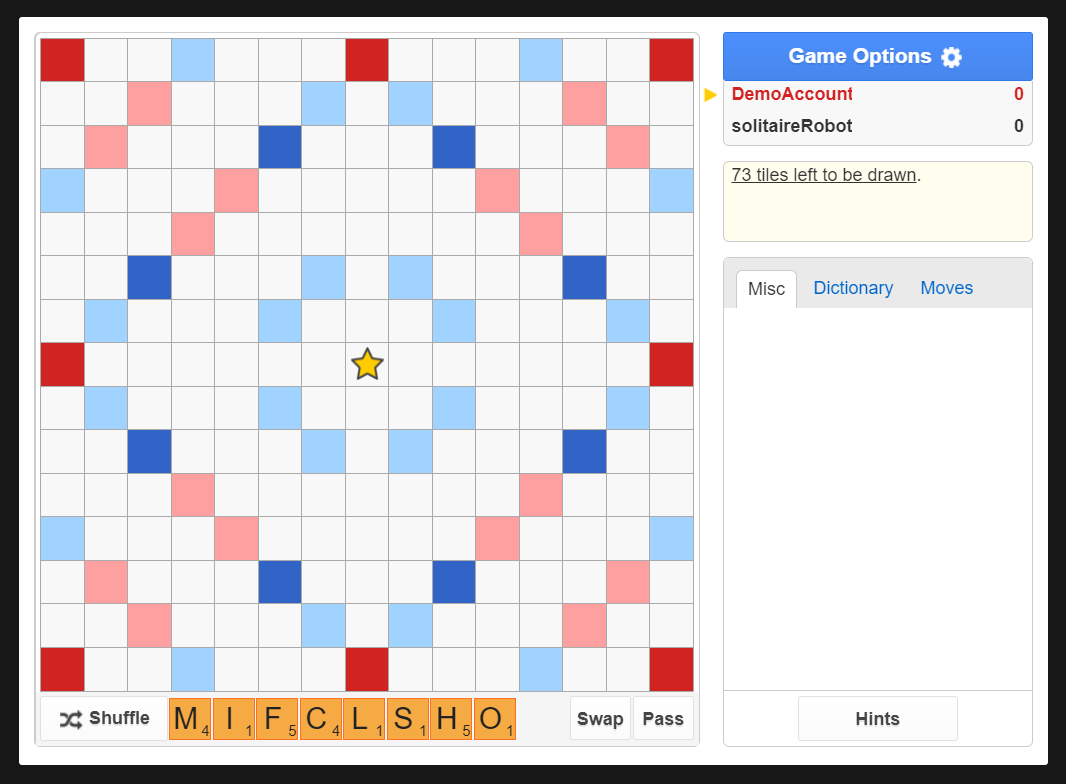 Game Options
DemoAccount 0
solitaireRobot 0
73 tiles left to be drawn.
Misc Dictionary Moves
Shuffle M4 I1 F5 C4 L1 S1 H5 O1 Swap Pass
Hints